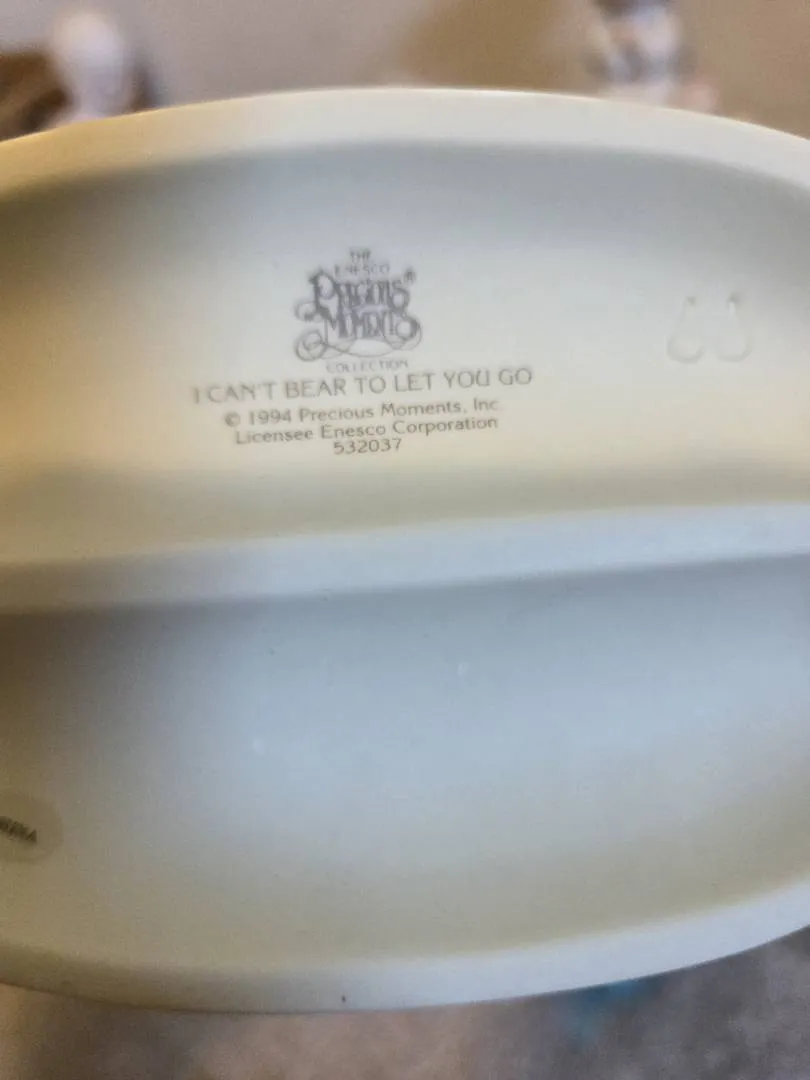 THE
ENESCO
PRECIOUS
MOMENTS
COLLECTION
I CAN'T BEAR TO LET YOU GO
© 1994 Precious Moments, Inc.
Licensee Enesco Corporation
532037